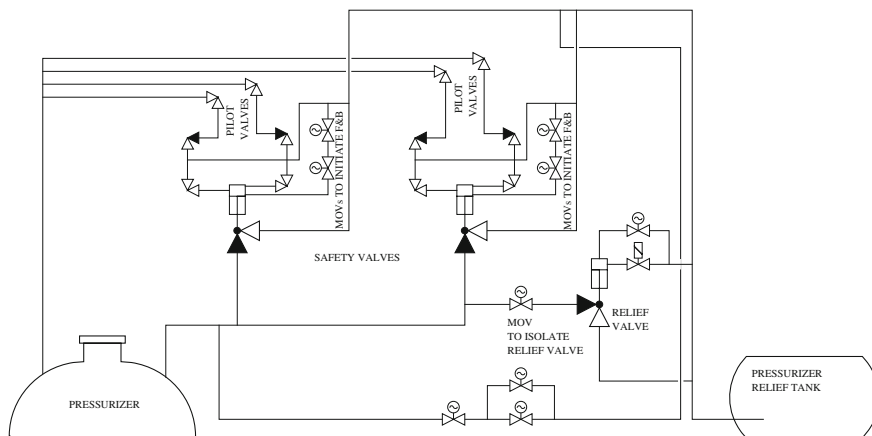 PILOT
VALVES
MOVs TO INITIATE F&B
PILOT
VALVES
MOVs TO INITIATE F&B
SAFETY VALVES
MOV
TO ISOLATE
RELIEF VALVE
RELIEF
VALVE
PRESSURIZER
PRESSURIZER
RELIEF TANK